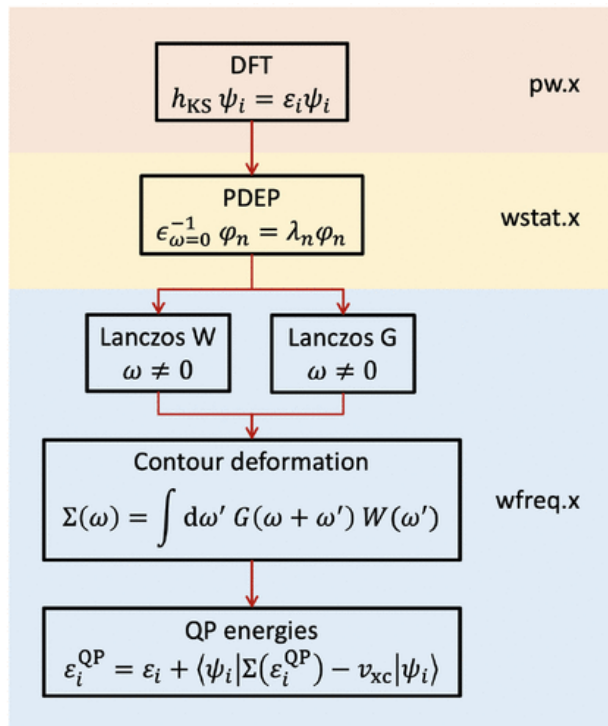 DFT
h_KS ψ_i = ε_i ψ_i
pw.x
PDEP
ϵ^{-1}_{ω=0} φ_n = λ_n φ_n
wstat.x
Lanczos W
ω ≠ 0
Lanczos G
ω ≠ 0
Contour deformation
Σ(ω) = ∫ dω′ G(ω + ω′) W(ω′)
wfreq.x
QP energies
ε_i^{QP} = ε_i + ⟨ψ_i|Σ(ε_i^{QP}) − v_xc|ψ_i⟩